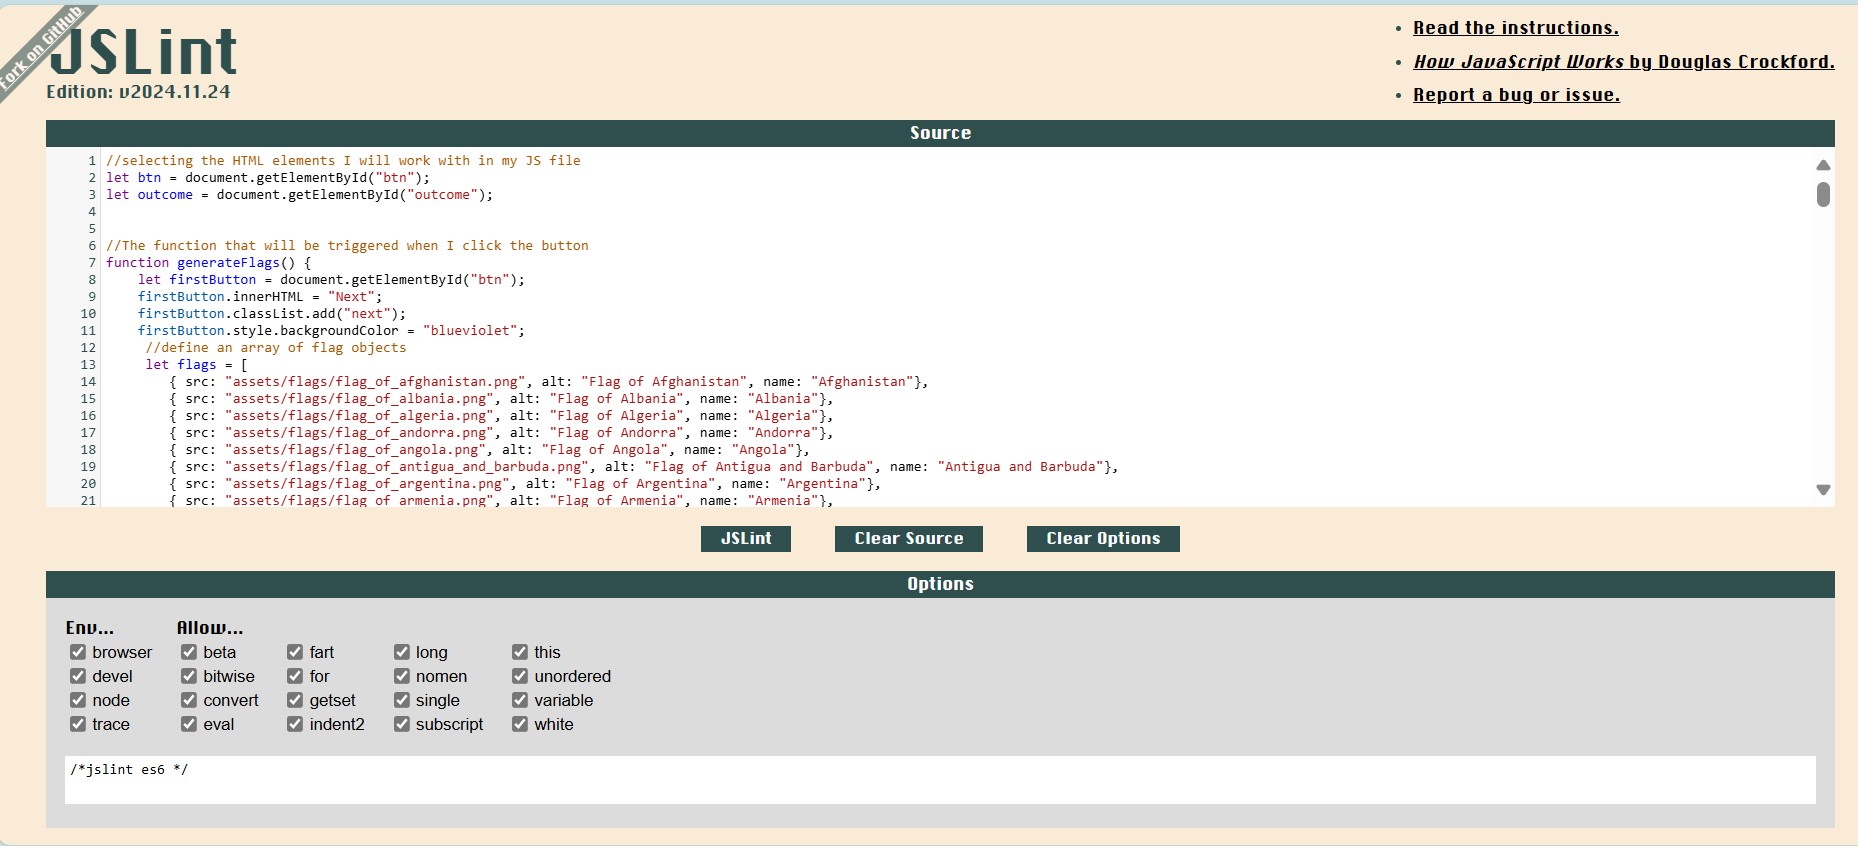 Fork on GitHub
JSLint
Edition: v2024.11.24
Read the instructions.
How JavaScript Works by Douglas Crockford.
Report a bug or issue.
Source
1 //selecting the HTML elements I will work with in my JS file
2 let btn = document.getElementById("btn");
3 let outcome = document.getElementById("outcome");
4
5
6 //The function that will be triggered when I click the button
7 function generateFlags() {
8 let firstButton = document.getElementById("btn");
9 firstButton.innerHTML = "Next";
10 firstButton.classList.add("next");
11 firstButton.style.backgroundColor = "blueviolet";
12 //define an array of flag objects
13 let flags = [
14 { src: "assets/flags/flag_of_afghanistan.png", alt: "Flag of Afghanistan", name: "Afghanistan"},
15 { src: "assets/flags/flag_of_albania.png", alt: "Flag of Albania", name: "Albania"},
16 { src: "assets/flags/flag_of_algeria.png", alt: "Flag of Algeria", name: "Algeria"},
17 { src: "assets/flags/flag_of_andorra.png", alt: "Flag of Andorra", name: "Andorra"},
18 { src: "assets/flags/flag_of_angola.png", alt: "Flag of Angola", name: "Angola"},
19 { src: "assets/flags/flag_of_antigua_and_barbuda.png", alt: "Flag of Antigua and Barbuda", name: "Antigua and Barbuda"},
20 { src: "assets/flags/flag_of_argentina.png", alt: "Flag of Argentina", name: "Argentina"},
21 { src: "assets/flags/flag_of_armenia.png", alt: "Flag of Armenia", name: "Armenia"},
JSLint Clear Source Clear Options
Options
Env... Allow...
browser beta fart long this
devel bitwise for nomen unordered
node convert getset single variable
trace eval indent2 subscript white
/*jslint es6 */